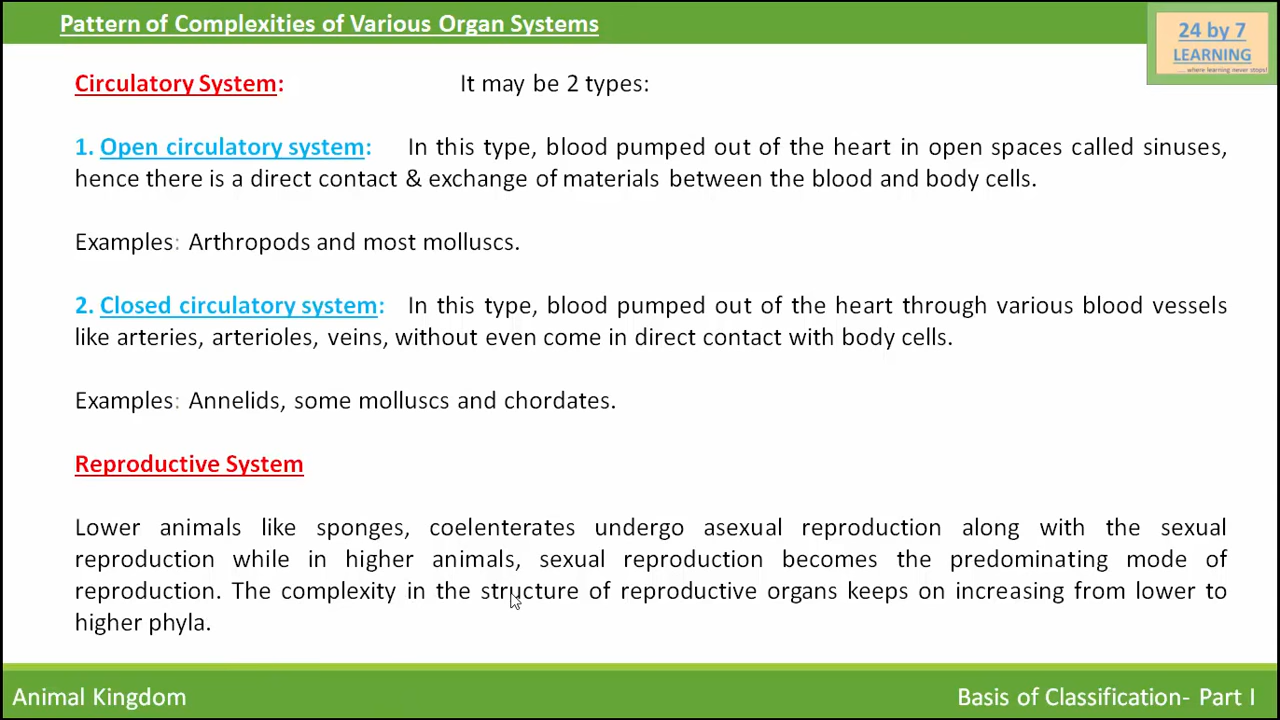 Pattern of Complexities of Various Organ Systems
24 by 7
LEARNING
.....where learning never stops!
Circulatory System: It may be 2 types:
1. Open circulatory system: In this type, blood pumped out of the heart in open spaces called sinuses,
hence there is a direct contact & exchange of materials between the blood and body cells.
Examples: Arthropods and most molluscs.
2. Closed circulatory system: In this type, blood pumped out of the heart through various blood vessels
like arteries, arterioles, veins, without even come in direct contact with body cells.
Examples: Annelids, some molluscs and chordates.
Reproductive System
Lower animals like sponges, coelenterates undergo asexual reproduction along with the sexual
reproduction while in higher animals, sexual reproduction becomes the predominating mode of
reproduction. The complexity in the structure of reproductive organs keeps on increasing from lower to
higher phyla.
Animal Kingdom
Basis of Classification- Part I